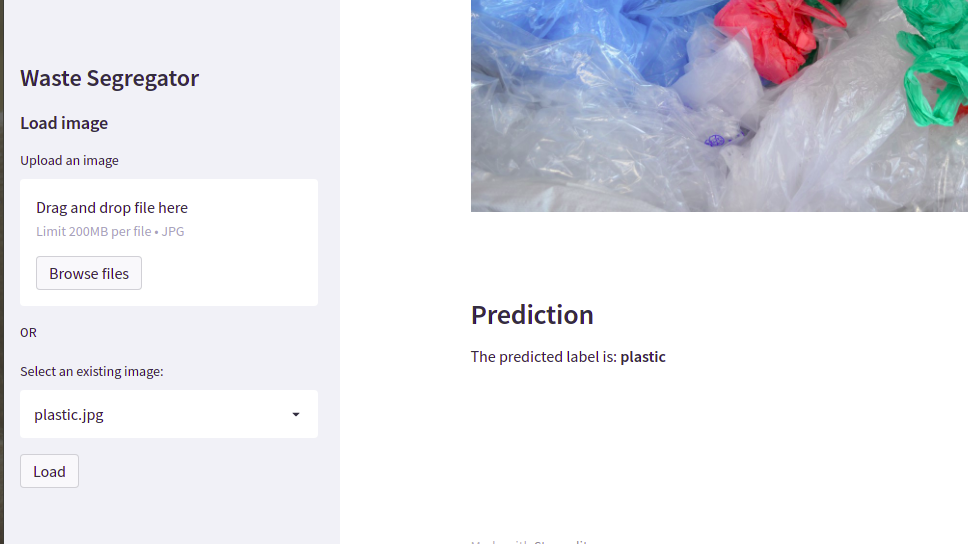 Waste Segregator
Load image
Upload an image
Drag and drop file here
Limit 200MB per file • JPG
Browse files
OR
Select an existing image:
plastic.jpg
Load
Prediction
The predicted label is: plastic